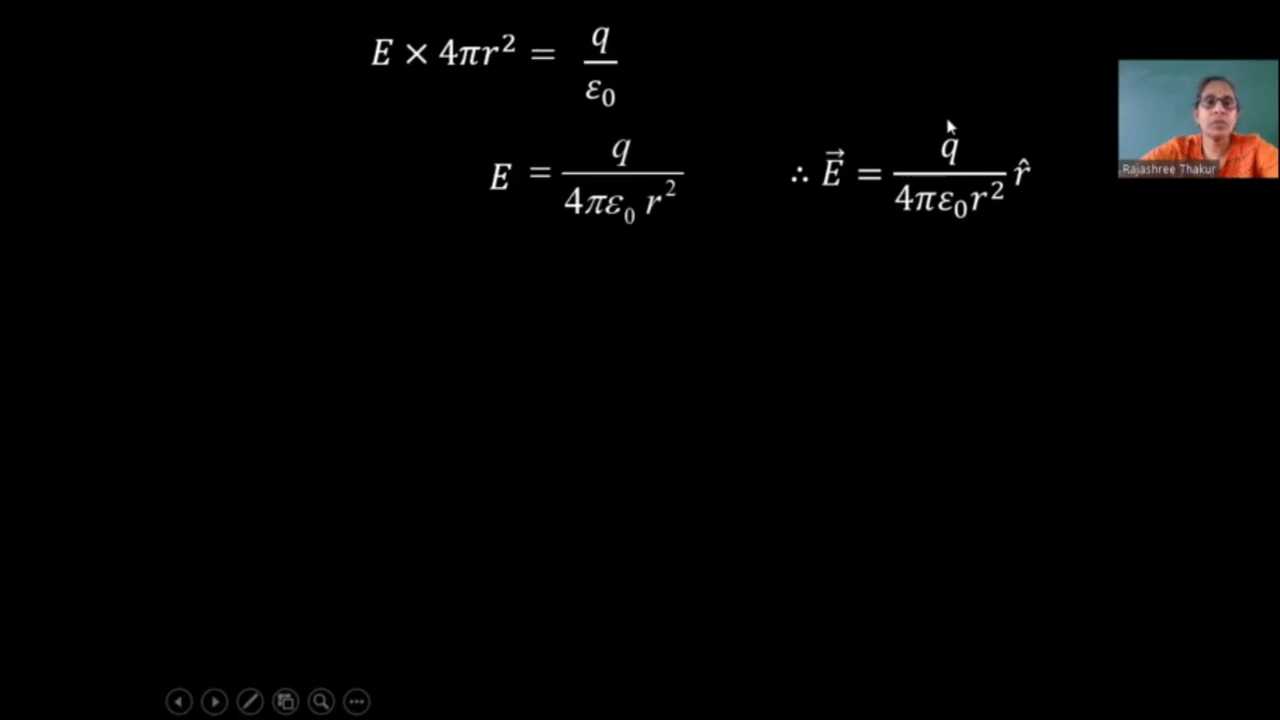 E × 4πr² = q/ε₀
E = q/4πε₀ r² ∴ E⃗ = q/4πε₀r² r̂
Rajashree Thakur